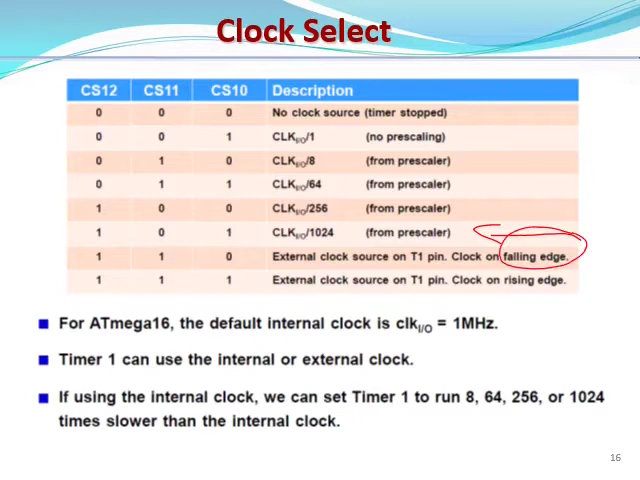 Clock Select
CS12 CS11 CS10 Description
0 0 0 No clock source (timer stopped)
0 0 1 CLKI/O/1 (no prescaling)
0 1 0 CLKI/O/8 (from prescaler)
0 1 1 CLKI/O/64 (from prescaler)
1 0 0 CLKI/O/256 (from prescaler)
1 0 1 CLKI/O/1024 (from prescaler)
1 1 0 External clock source on T1 pin. Clock on falling edge.
1 1 1 External clock source on T1 pin. Clock on rising edge.
For ATmega16, the default internal clock is clkI/O = 1MHz.
Timer 1 can use the internal or external clock.
If using the internal clock, we can set Timer 1 to run 8, 64, 256, or 1024
times slower than the internal clock.
16